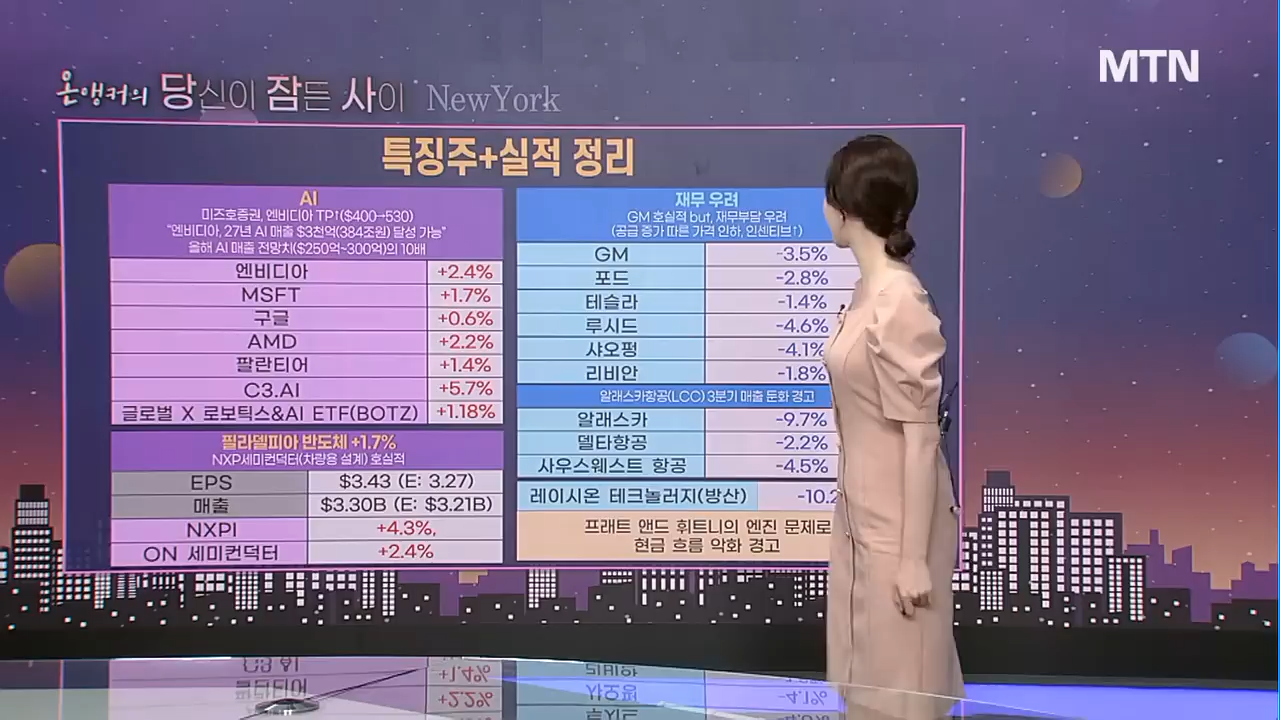 온앵커의 당신이 잠든 사이 NewYork
MTN
특징주+실적 정리
AI
미즈호증권, 엔비디아 TP↑($400→530)
"엔비디아, 27년 AI 매출 $3천억(384조원) 달성 가능"
올해 AI 매출 전망치($250억~300억)의 10배
엔비디아 +2.4%
MSFT +1.7%
구글 +0.6%
AMD +2.2%
팔란티어 +1.4%
C3.AI +5.7%
글로벌 X 로보틱스&AI ETF(BOTZ) +1.18%
필라델피아 반도체 +1.7%
NXP세미컨덕터(차량용 설계) 호실적
EPS $3.43 (E: 3.27)
매출 $3.30B (E: $3.21B)
NXPI +4.3%,
ON 세미컨덕터 +2.4%
재무 우려
GM 호실적 but, 재무부담 우려
(공급 증가 따른 가격 인하, 인센티브↑)
GM -3.5%
포드 -2.8%
테슬라 -1.4%
루시드 -4.6%
샤오펑 -4.1%
리비안 -1.8%
알래스카항공(LCC) 3분기 매출 둔화 경고
알래스카 -9.7%
델타항공 -2.2%
사우스웨스트 항공 -4.5%
레이시온 테크놀러지(방산) -10.2
프래트 앤드 휘트니의 엔진 문제로
현금 흐름 악화 경고